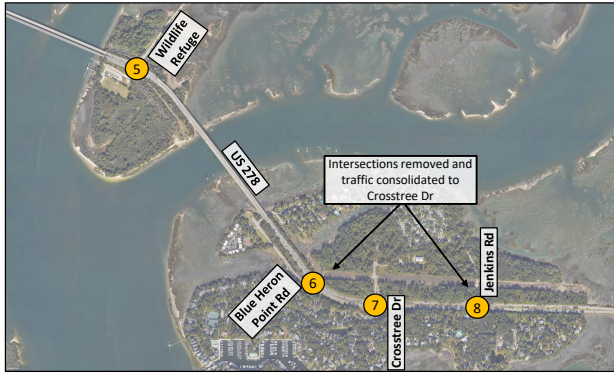 5
Wildlife
Refuge
US 278
Intersections removed and
traffic consolidated to
Crosstree Dr
6
Blue Heron
Point Rd
7
Crosstree Dr
8
Jenkins Rd